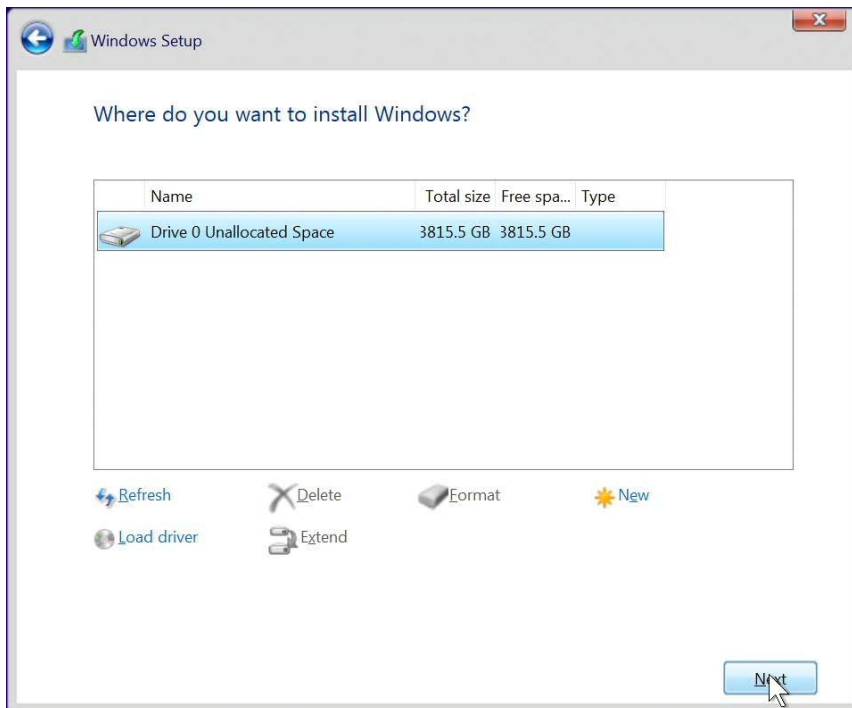 Windows Setup
Where do you want to install Windows?
Name Total size Free spa... Type
Drive 0 Unallocated Space 3815.5 GB 3815.5 GB
Refresh Delete Format New
Load driver Extend
Next